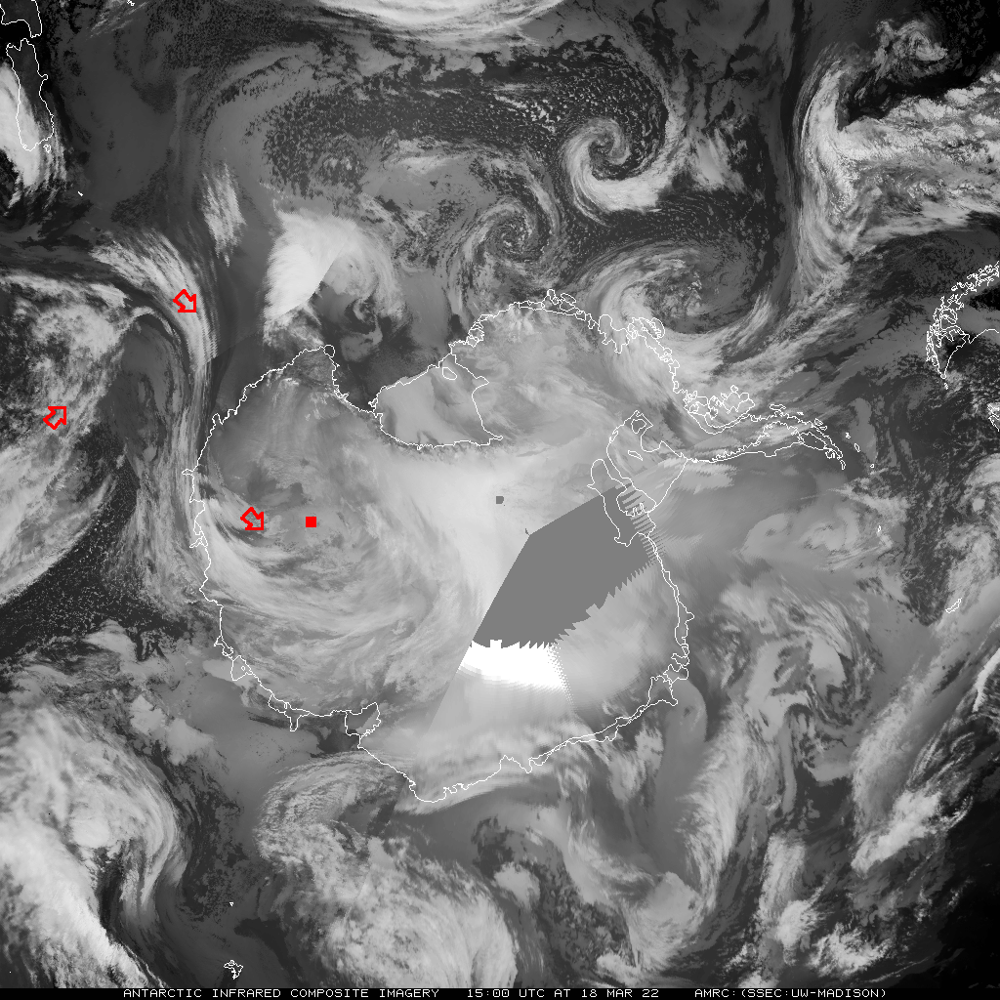 ANTARCTIC INFRARED COMPOSITE IMAGERY 15:00 UTC AT 18 MAR 22 AMRC:(SSEC:UW-MADISON)